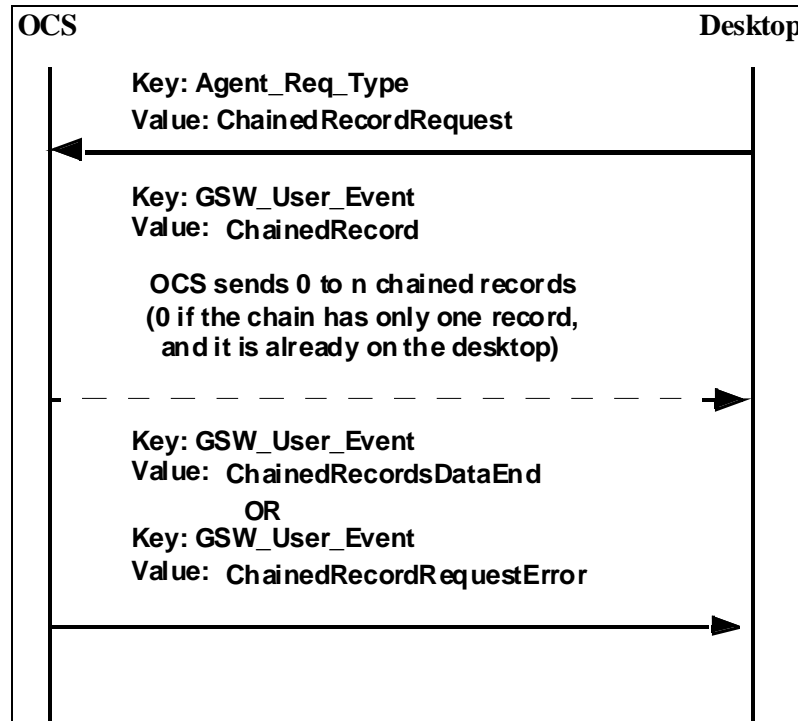 OCS Desktop
Key: Agent_Req_Type
Value: ChainedRecordRequest
Key: GSW_User_Event
Value: ChainedRecord
OCS sends 0 to n chained records
(0 if the chain has only one record,
and it is already on the desktop)
Key: GSW_User_Event
Value: ChainedRecordsDataEnd
OR
Key: GSW_User_Event
Value: ChainedRecordRequestError